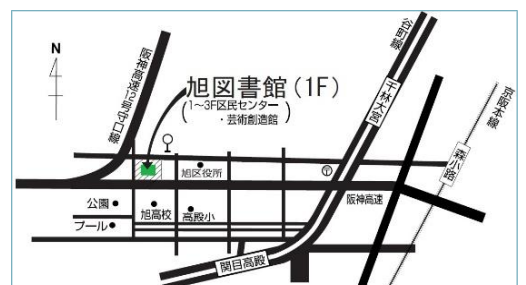 N
阪神高速12号守口線
旭図書館(1F)
(1~3F区民センター
・芸術創造館)
谷町線
千林大宮
京阪本線
森小路
旭区役所
阪神高速
公園
プール
旭高校
高殿小
関目高殿